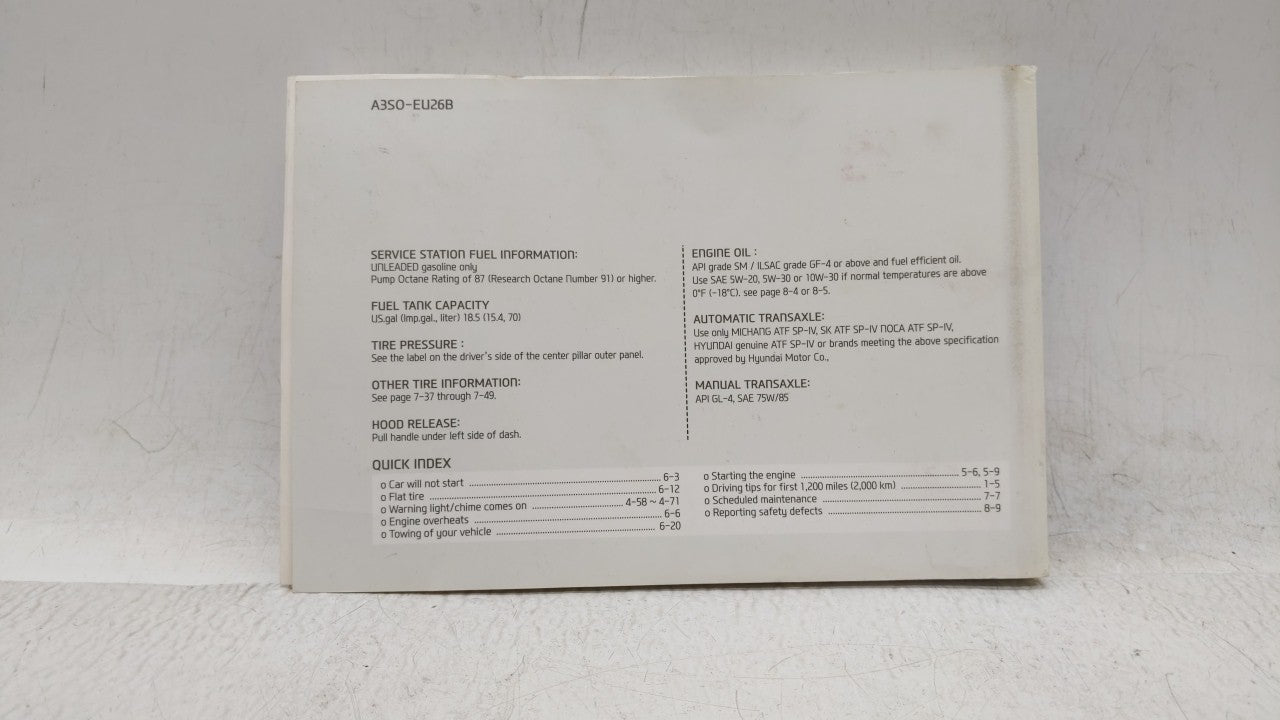 A3SO-EU26B
SERVICE STATION FUEL INFORMATION:
UNLEADED gasoline only
Pump Octane Rating of 87 (Research Octane Number 91) or higher.
FUEL TANK CAPACITY
US.gal (Imp.gal., liter) 18.5 (15.4, 70)
TIRE PRESSURE :
See the label on the driver's side of the center pillar outer panel.
OTHER TIRE INFORMATION:
See page 7-37 through 7-49.
HOOD RELEASE:
Pull handle under left side of dash.
ENGINE OIL :
API grade SM / ILSAC grade GF-4 or above and fuel efficient oil.
Use SAE 5W-20, 5W-30 or 10W-30 if normal temperatures are above
0°F (-18°C). see page 8-4 or 8-5.
AUTOMATIC TRANSAXLE:
Use only MICHANG ATF SP-IV, SK ATF SP-IV NOCA ATF SP-IV,
HYUNDAI genuine ATF SP-IV or brands meeting the above specification
approved by Hyundai Motor Co.,
MANUAL TRANSAXLE:
API GL-4, SAE 75W/85
QUICK INDEX
o Car will not start ........ 6-3
o Flat tire ........ 6-12
o Warning light/chime comes on ........ 4-58 ~ 4-71
o Engine overheats ........ 6-6
o Towing of your vehicle ........ 6-20
o Starting the engine ........ 5-6, 5-9
o Driving tips for first 1,200 miles (2,000 km) ........ 1-5
o Scheduled maintenance ........ 7-7
o Reporting safety defects ........ 8-9